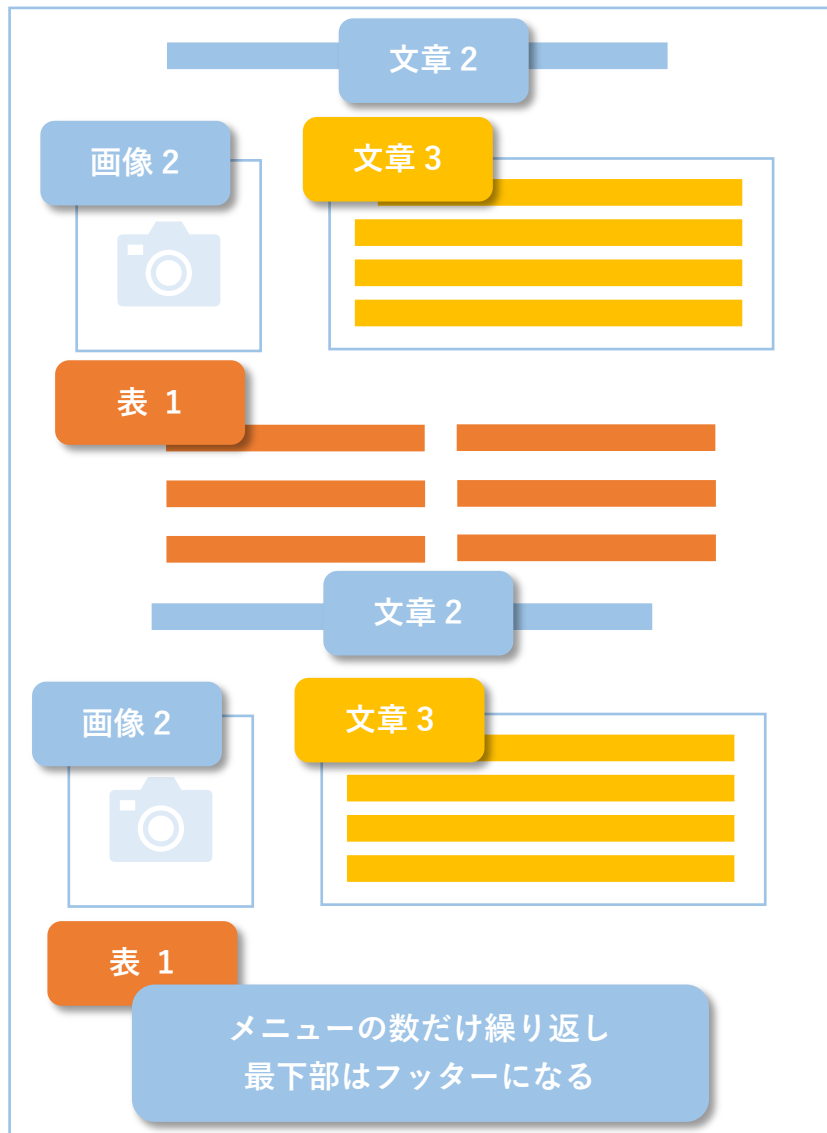 文章２
画像２
文章３
表 １
文章２
画像２
文章３
表 １
メニューの数だけ繰り返し
最下部はフッターになる